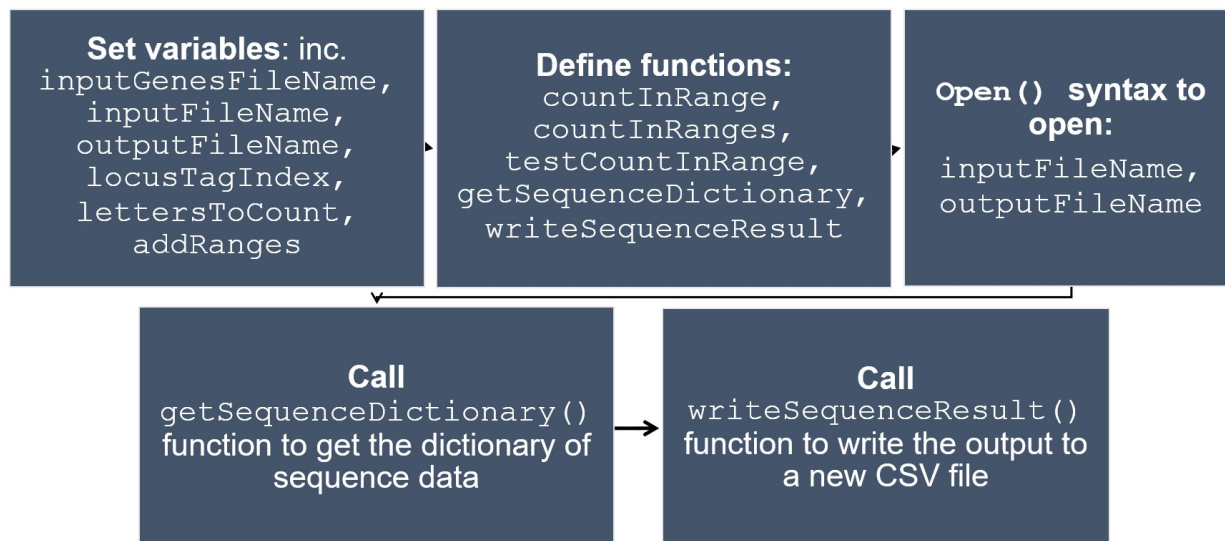 Set variables: inc.
inputGenesFileName,
inputFileName,
outputFileName,
locusTagIndex,
lettersToCount,
addRanges
Define functions:
countInRange,
countInRanges,
testCountInRange,
getSequenceDictionary,
writeSequenceResult
Open() syntax to
open:
inputFileName,
outputFileName
Call
getSequenceDictionary()
function to get the dictionary of
sequence data
Call
writeSequenceResult()
function to write the output to
a new CSV file